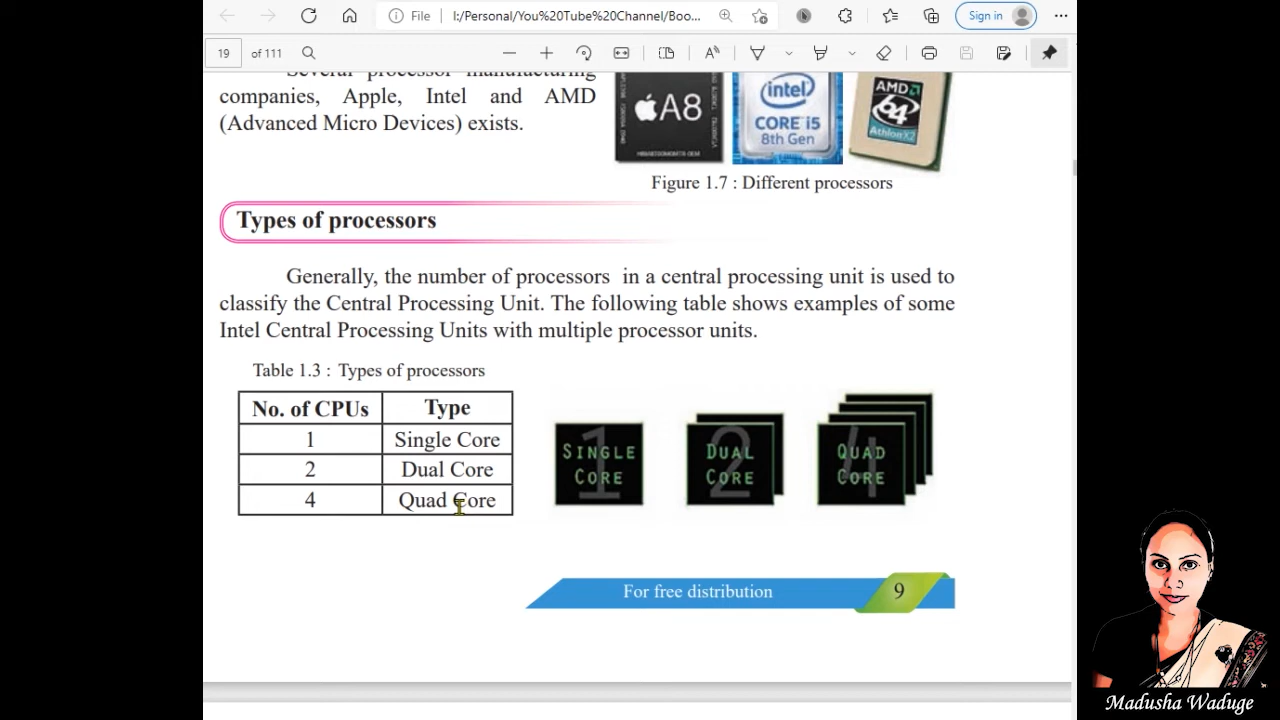 File
I:/Personal/You%20Tube%20Channel/Boo...
Sign in
19 of 111
Several processor manufacturing
companies, Apple, Intel and AMD
(Advanced Micro Devices) exists.
A8
intel
CORE i5
8th Gen
AMD
64
Athlon X2
Figure 1.7 : Different processors
Types of processors
Generally, the number of processors in a central processing unit is used to
classify the Central Processing Unit. The following table shows examples of some
Intel Central Processing Units with multiple processor units.
Table 1.3 : Types of processors
No. of CPUs Type
1 Single Core
2 Dual Core
4 Quad Core
1
SINGLE
CORE
2
DUAL
CORE
4
QUAD
CORE
For free distribution 9
Madusha Waduge